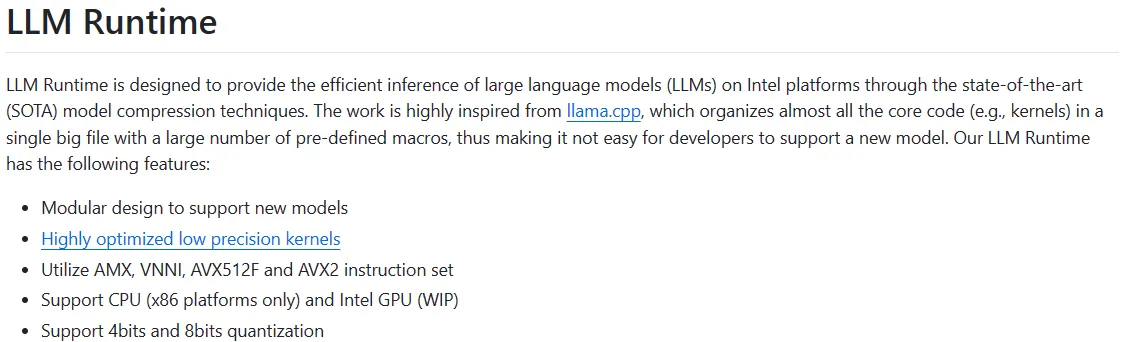 LLM Runtime
LLM Runtime is designed to provide the efficient inference of large language models (LLMs) on Intel platforms through the state-of-the-art
(SOTA) model compression techniques. The work is highly inspired from llama.cpp, which organizes almost all the core code (e.g., kernels) in a
single big file with a large number of pre-defined macros, thus making it not easy for developers to support a new model. Our LLM Runtime
has the following features:
• Modular design to support new models
• Highly optimized low precision kernels
• Utilize AMX, VNNI, AVX512F and AVX2 instruction set
• Support CPU (x86 platforms only) and Intel GPU (WIP)
• Support 4bits and 8bits quantization